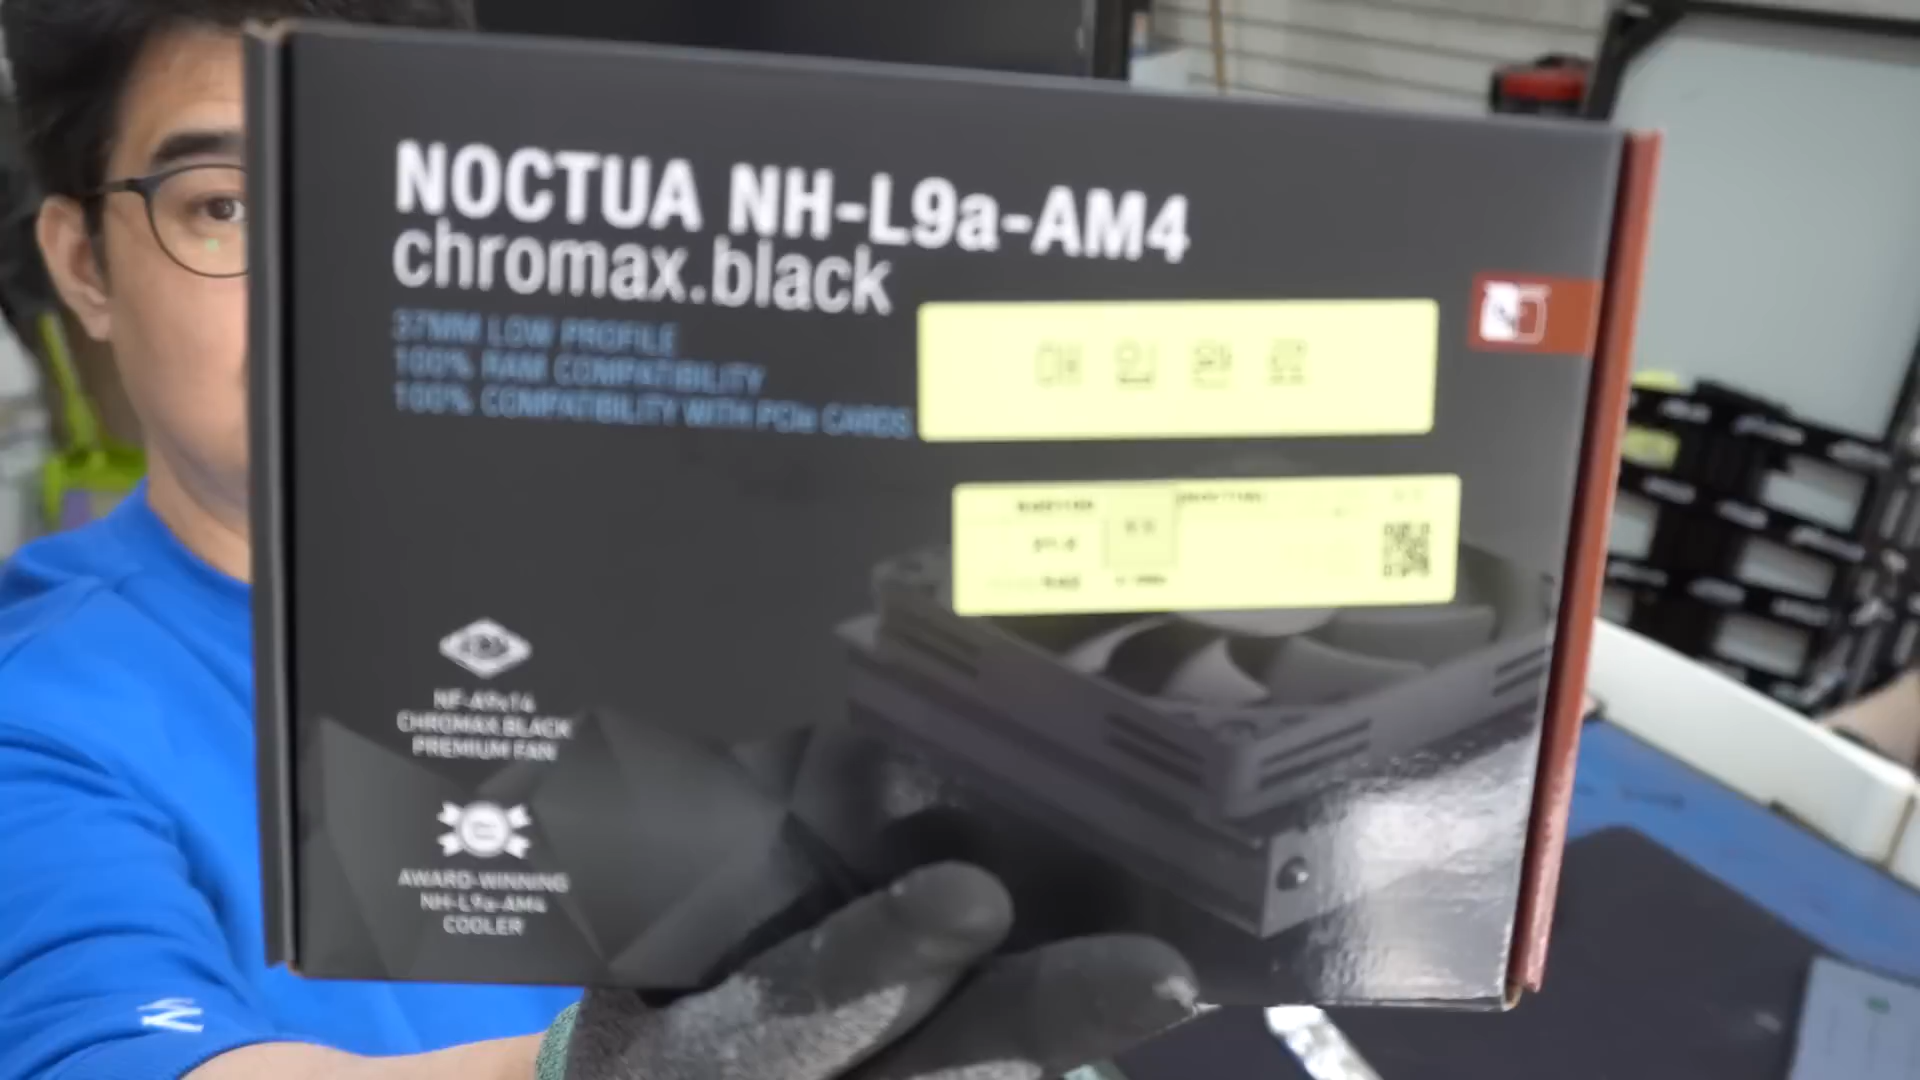 NOCTUA NH-L9a-AM4
chromax.black
37MM LOW PROFILE
100% RAM COMPATIBILITY
100% COMPATIBILITY WITH PCIe CARDS
NF-A9x14
CHROMAX.BLACK
PREMIUM FAN
AWARD-WINNING
NH-L9a-AM4
COOLER